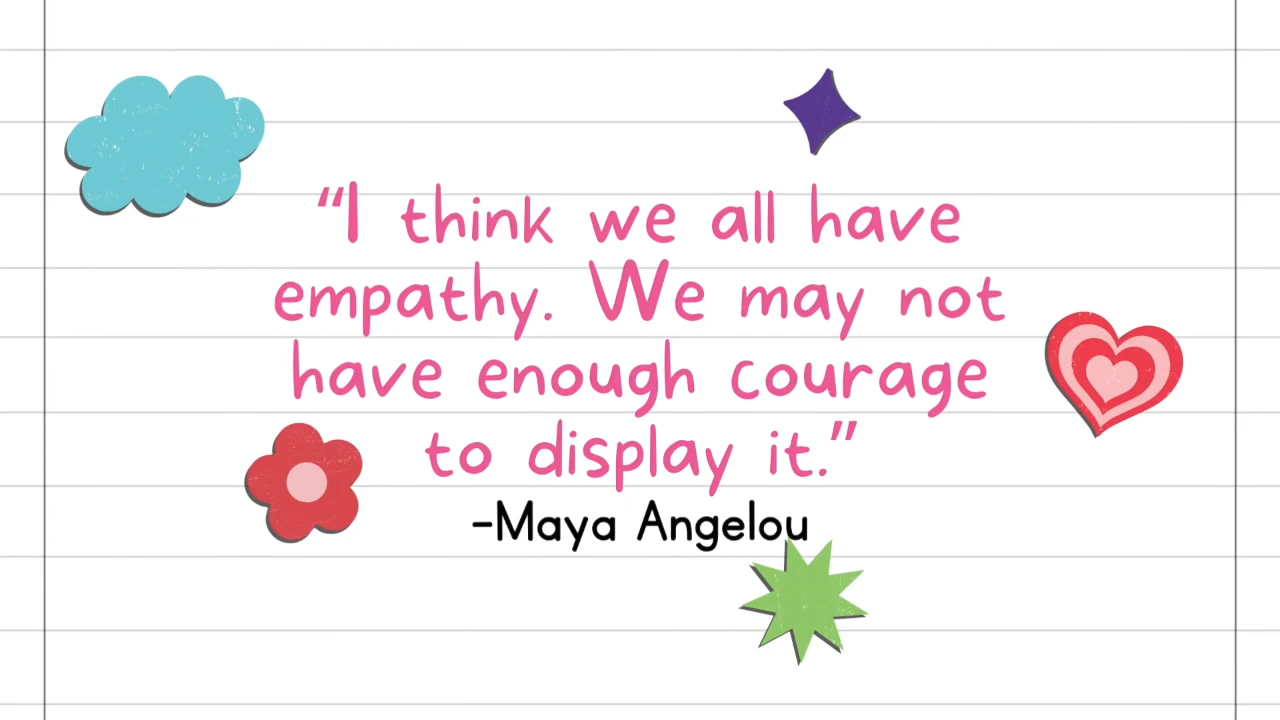 “I think we all have
empathy. We may not
have enough courage
to display it.”
-Maya Angelou